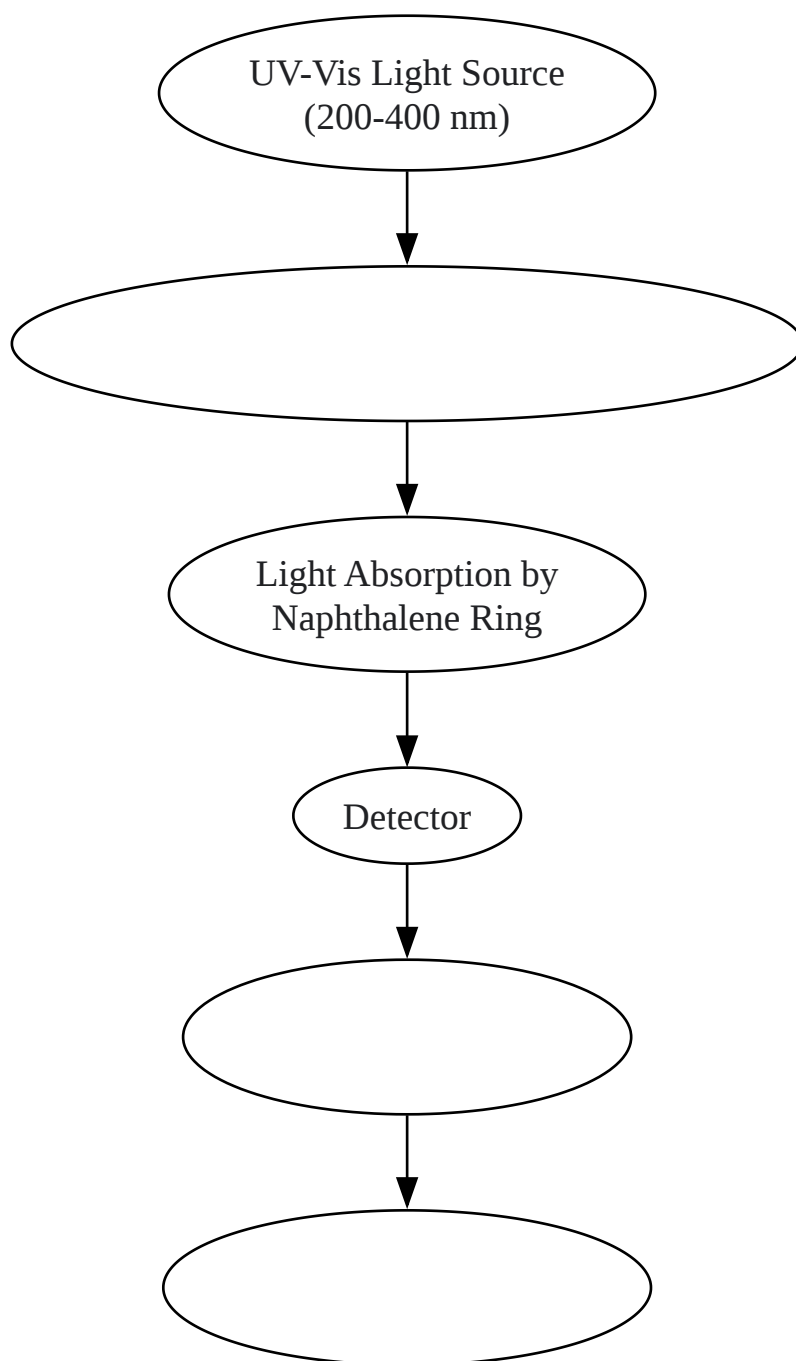 UV-Vis Light Source
(200-400 nm)
Light Absorption by
Naphthalene Ring
Detector